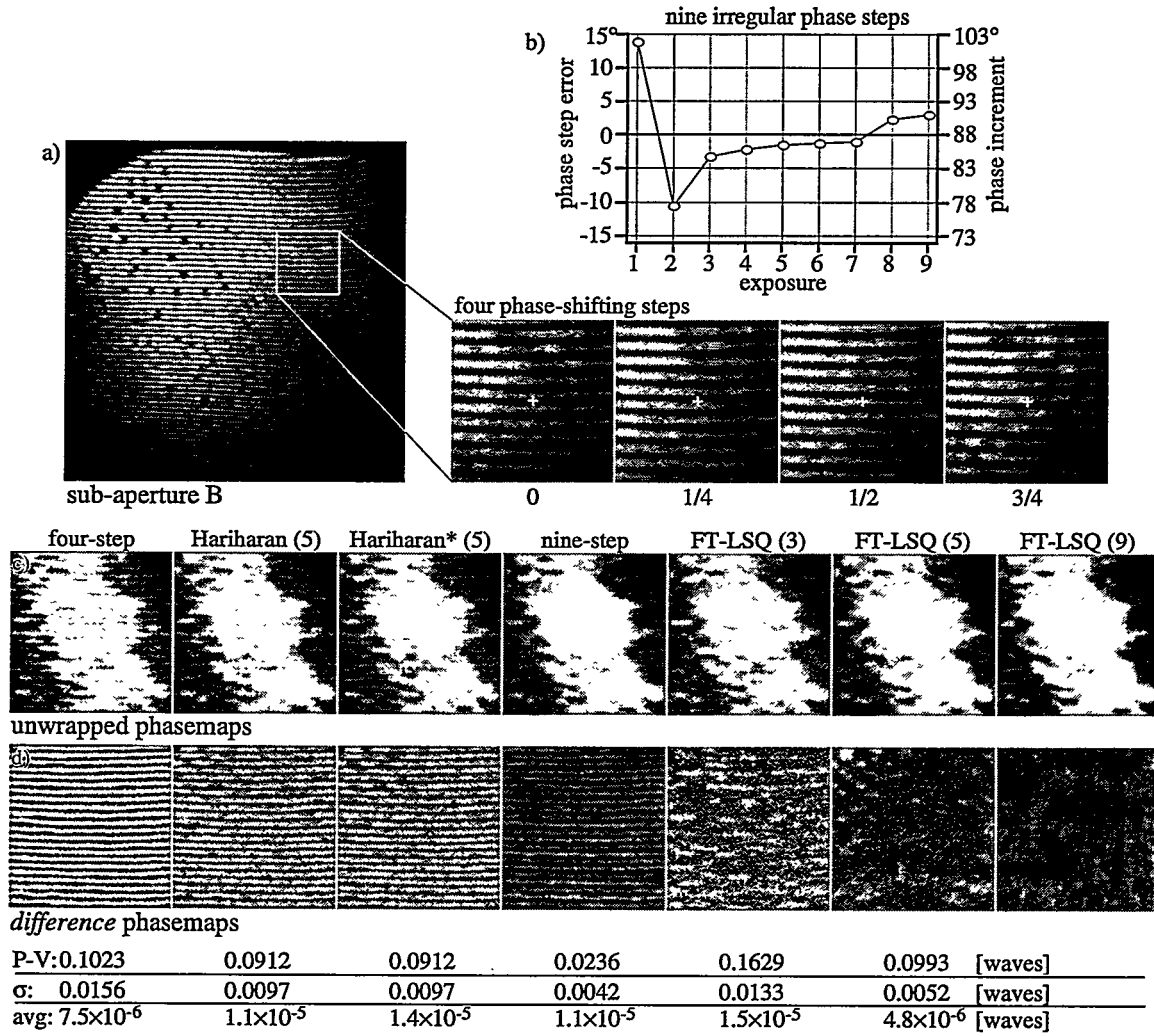 nine irregular phase steps
b)
15° 103°
10 98
5 93
0 88
-5 83
-10 78
-15 73
phase step error
phase increment
1 2 3 4 5 6 7 8 9
exposure
a)
sub-aperture B
four phase-shifting steps
0 1/4 1/2 3/4
four-step Hariharan (5) Hariharan* (5) nine-step FT-LSQ (3) FT-LSQ (5) FT-LSQ (9)
c)
unwrapped phasemaps
d)
difference phasemaps
P-V: 0.1023 0.0912 0.0912 0.0236 0.1629 0.0993 [waves]
σ: 0.0156 0.0097 0.0097 0.0042 0.0133 0.0052 [waves]
avg: 7.5×10⁻⁶ 1.1×10⁻⁵ 1.4×10⁻⁵ 1.1×10⁻⁵ 1.5×10⁻⁵ 4.8×10⁻⁶ [waves]